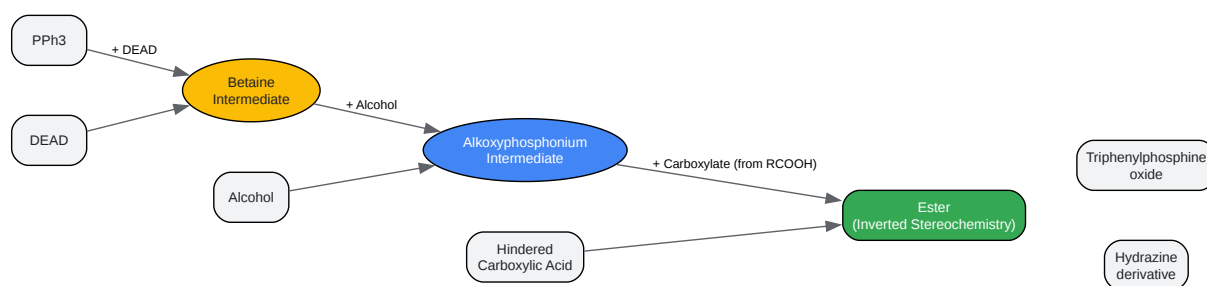 PPh3
+ DEAD
DEAD
Betaine
Intermediate
+ Alcohol
Alcohol
Alkoxyphosphonium
Intermediate
+ Carboxylate (from RCOOH)
Hindered
Carboxylic Acid
Ester
(Inverted Stereochemistry)
Triphenylphosphine
oxide
Hydrazine
derivative